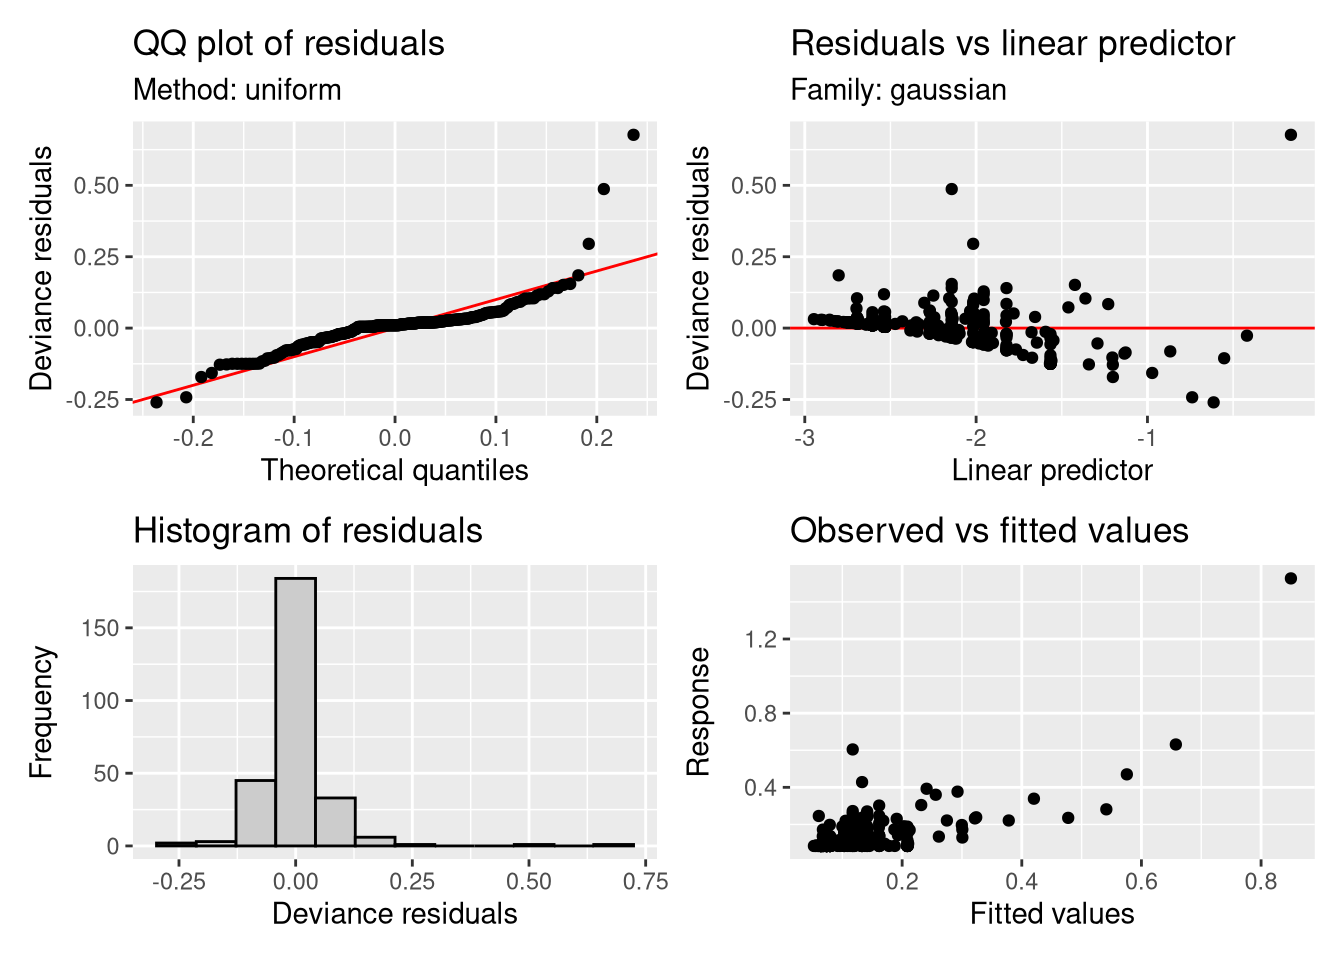 QQ plot of residuals
Method: uniform
Deviance residuals
0.50
0.25
0.00
-0.25
-0.2
-0.1
0.0
0.1
0.2
Theoretical quantiles
Residuals vs linear predictor
Family: gaussian
Deviance residuals
0.50
0.25
0.00
-0.25
-3
-2
-1
Linear predictor
Histogram of residuals
Frequency
150
100
50
0
-0.25
0.00
0.25
0.50
0.75
Deviance residuals
Observed vs fitted values
Response
1.2
0.8
0.4
0.2
0.4
0.6
0.8
Fitted values